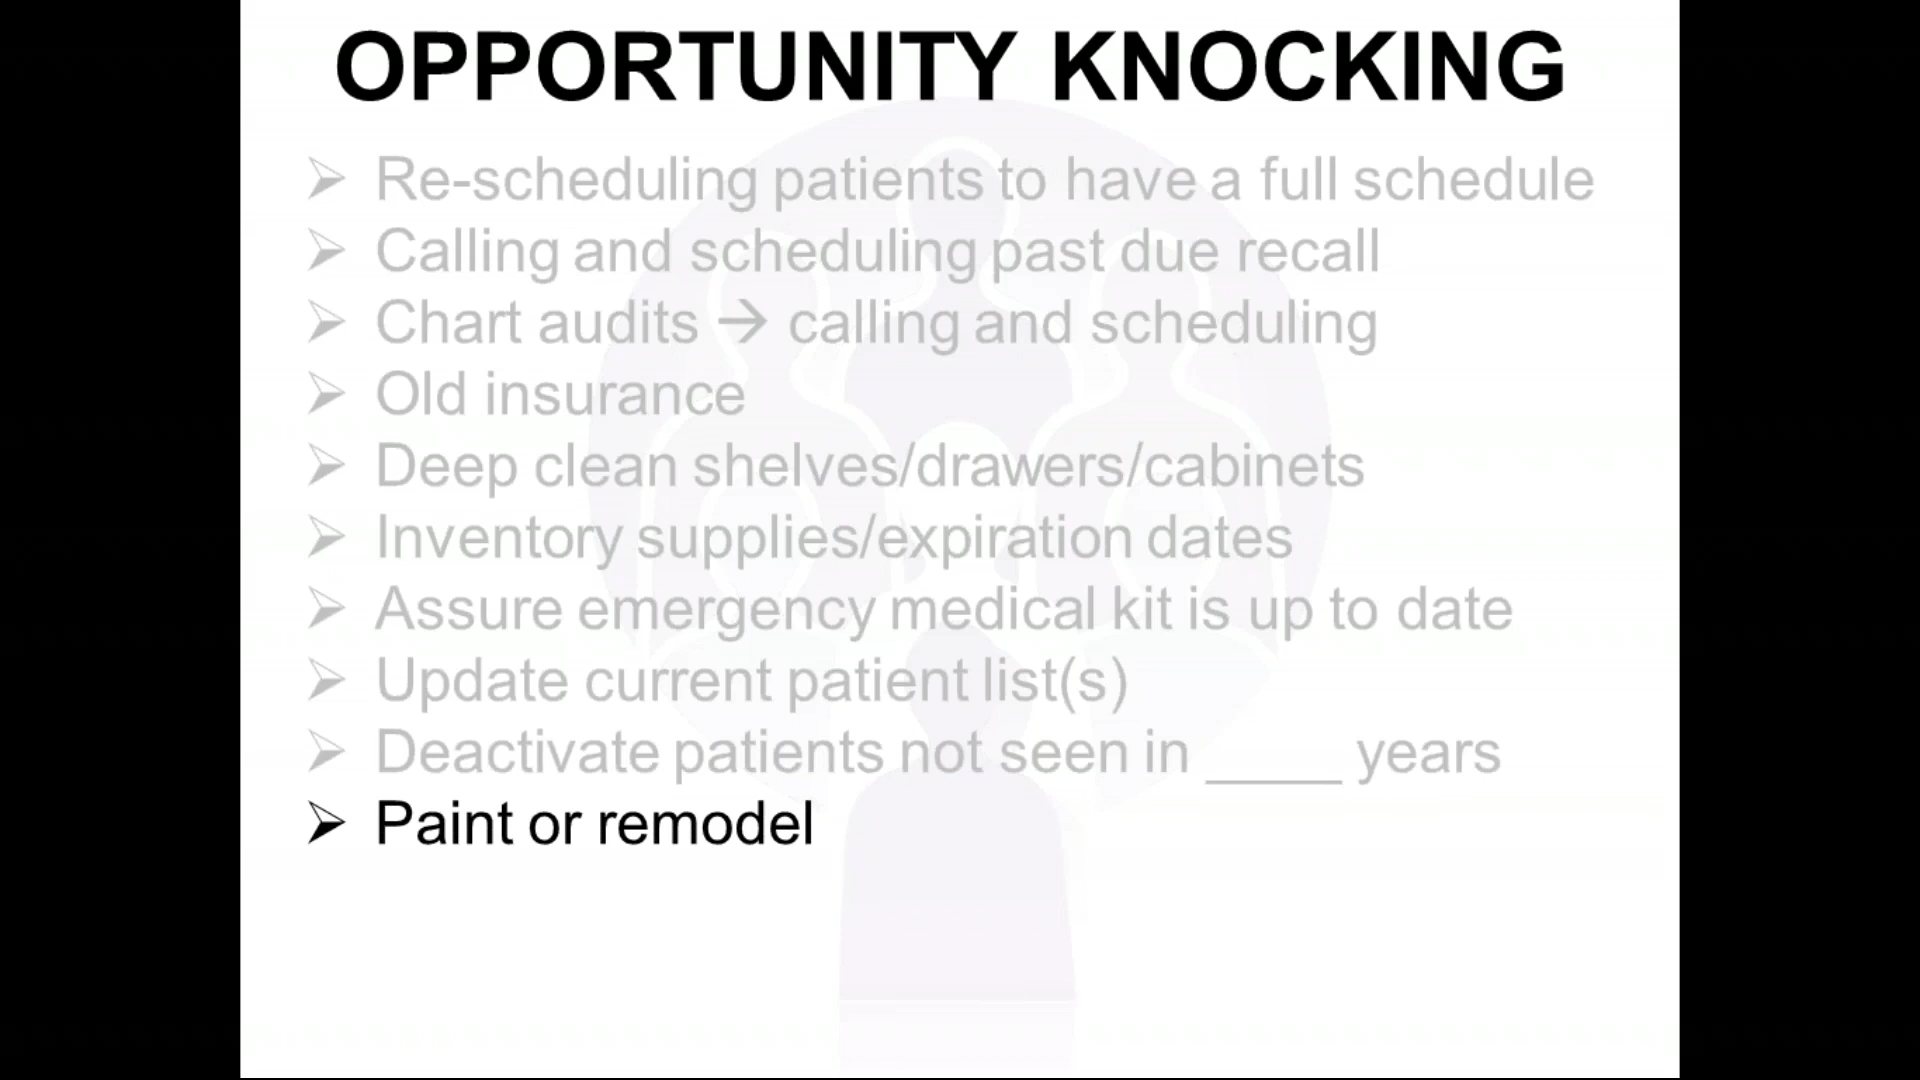 OPPORTUNITY KNOCKING
➢ Re-scheduling patients to have a full schedule
➢ Calling and scheduling past due recall
➢ Chart audits → calling and scheduling
➢ Old insurance
➢ Deep clean shelves/drawers/cabinets
➢ Inventory supplies/expiration dates
➢ Assure emergency medical kit is up to date
➢ Update current patient list(s)
➢ Deactivate patients not seen in ____ years
➢ Paint or remodel